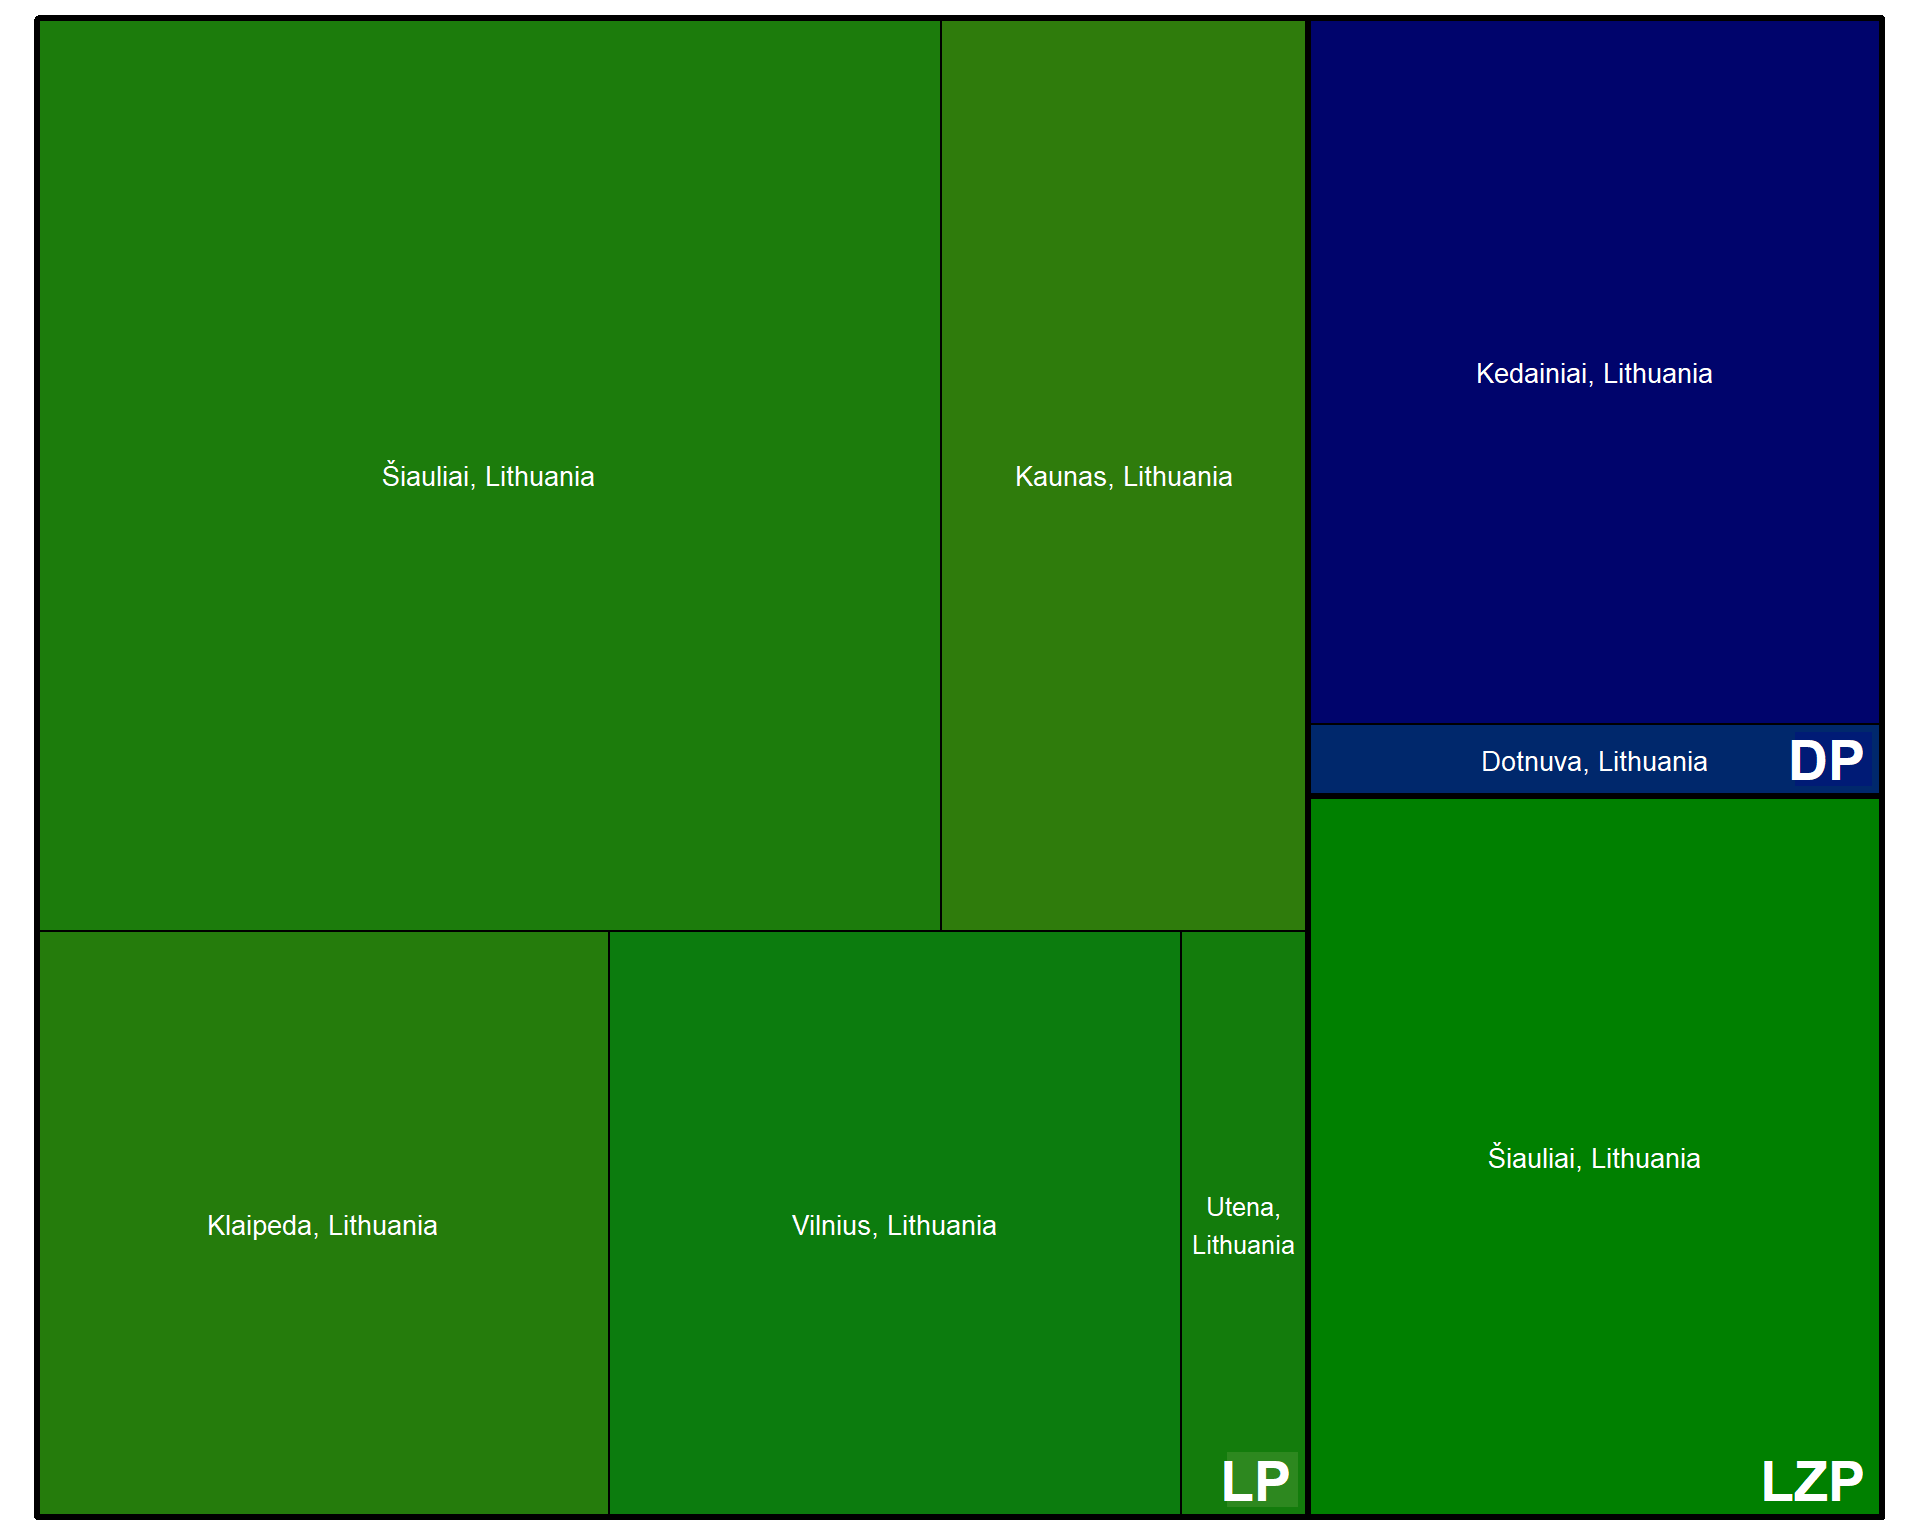 Šiauliai, Lithuania
Kaunas, Lithuania
Kedainiai, Lithuania
Dotnuva, Lithuania
DP
Klaipeda, Lithuania
Vilnius, Lithuania
Utena,
Lithuania
LP
Šiauliai, Lithuania
LZP